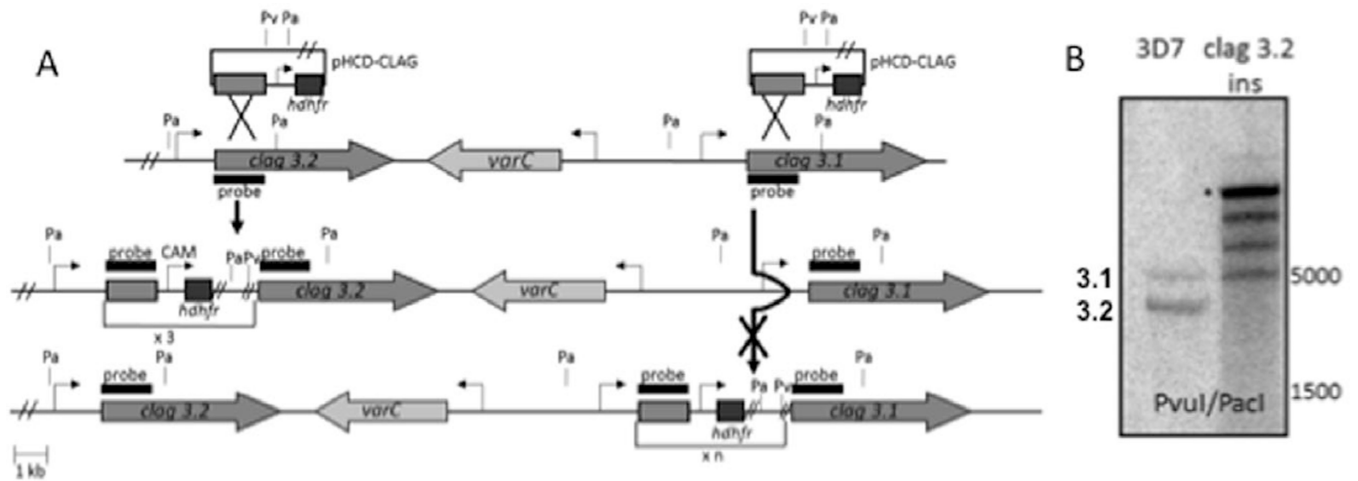 A
Pv Pa
pHCD-CLAG
hdhfr
Pa
Pa
clag 3.2
probe
varC
Pv Pa
pHCD-CLAG
hdhfr
Pa
Pa
clag 3.1
probe
Pa
probe
CAM
Pa Pv
probe
Pa
hdhfr
clag 3.2
x 3
varC
Pa
probe
Pa
clag 3.1
Pa
probe
Pa
clag 3.2
varC
Pa
probe
Pa
Pv
probe
Pa
hdhfr
clag 3.1
x n
1 kb
B
3D7 clag 3.2
ins
3.1
3.2
5000
1500
PvuI/PacI